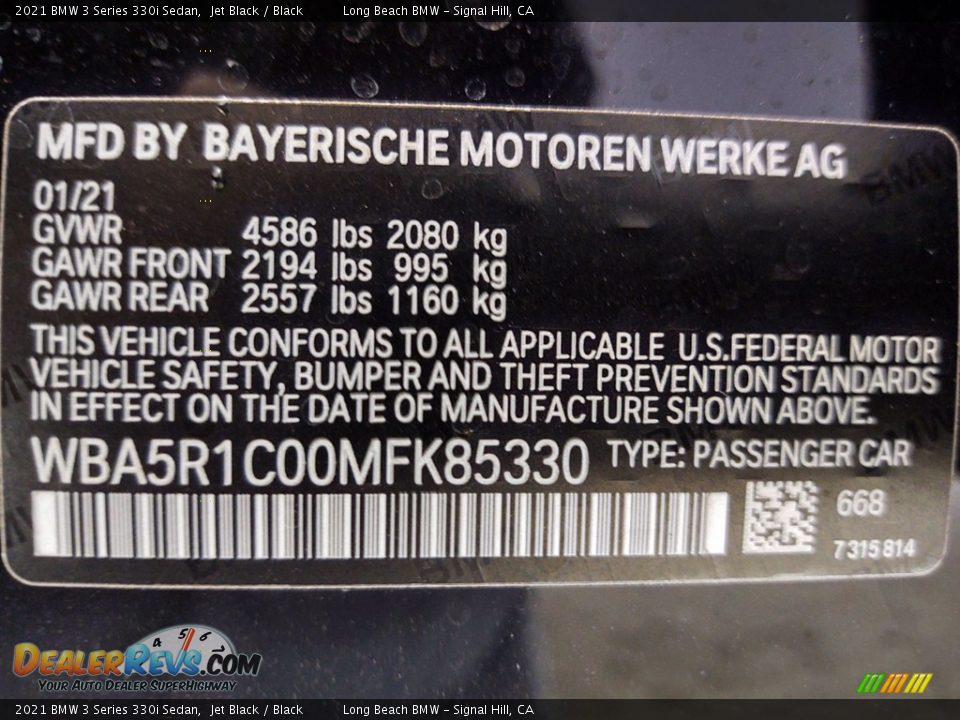 2021 BMW 3 Series 330i Sedan, Jet Black / Black Long Beach BMW - Signal Hill, CA
MFD BY BAYERISCHE MOTOREN WERKE AG
01/21
GVWR 4586 lbs 2080 kg
GAWR FRONT 2194 lbs 995 kg
GAWR REAR 2557 lbs 1160 kg
THIS VEHICLE CONFORMS TO ALL APPLICABLE U.S.FEDERAL MOTOR
VEHICLE SAFETY, BUMPER AND THEFT PREVENTION STANDARDS
IN EFFECT ON THE DATE OF MANUFACTURE SHOWN ABOVE.
WBA5R1C00MFK85330 TYPE: PASSENGER CAR
668
7315814
4 5 6
DEALERREVS.COM
YOUR AUTO DEALER SUPERHIGHWAY
2021 BMW 3 Series 330i Sedan, Jet Black / Black Long Beach BMW - Signal Hill, CA